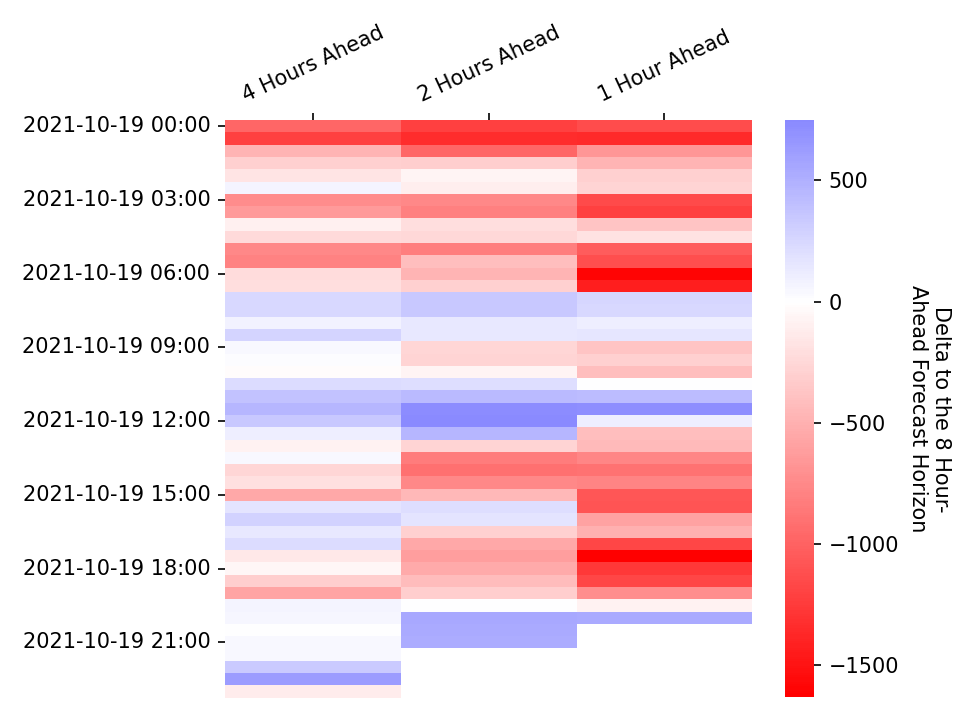 4 Hours Ahead
2 Hours Ahead
1 Hour Ahead
2021-10-19 00:00
2021-10-19 03:00
2021-10-19 06:00
2021-10-19 09:00
2021-10-19 12:00
2021-10-19 15:00
2021-10-19 18:00
2021-10-19 21:00
500
0
−500
−1000
−1500
Delta to the 8 Hour-
Ahead Forecast Horizon